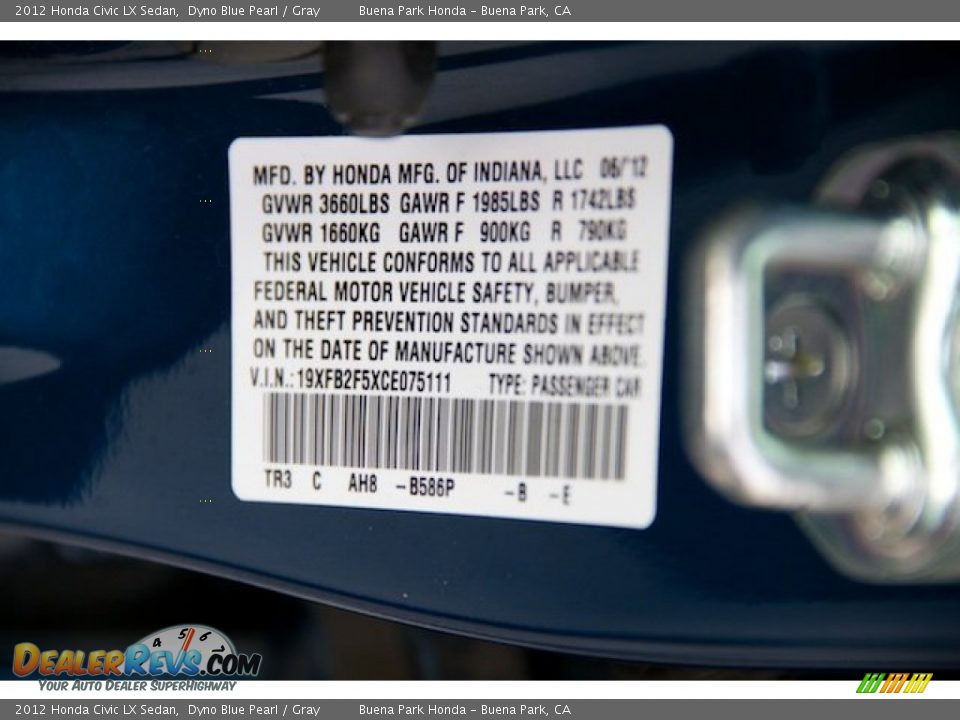 2012 Honda Civic LX Sedan, Dyno Blue Pearl / Gray Buena Park Honda - Buena Park, CA
MFD. BY HONDA MFG. OF INDIANA, LLC 06/'12
GVWR 3660LBS GAWR F 1985LBS R 1742LBS
GVWR 1660KG GAWR F 900KG R 790KG
THIS VEHICLE CONFORMS TO ALL APPLICABLE
FEDERAL MOTOR VEHICLE SAFETY, BUMPER,
AND THEFT PREVENTION STANDARDS IN EFFECT
ON THE DATE OF MANUFACTURE SHOWN ABOVE.
V.I.N.:19XFB2F5XCE075111 TYPE: PASSENGER CAR
TR3 C AH8 -B586P -B -E
4 5 6
DEALERREVS.COM
YOUR AUTO DEALER SUPERHIGHWAY
2012 Honda Civic LX Sedan, Dyno Blue Pearl / Gray Buena Park Honda - Buena Park, CA